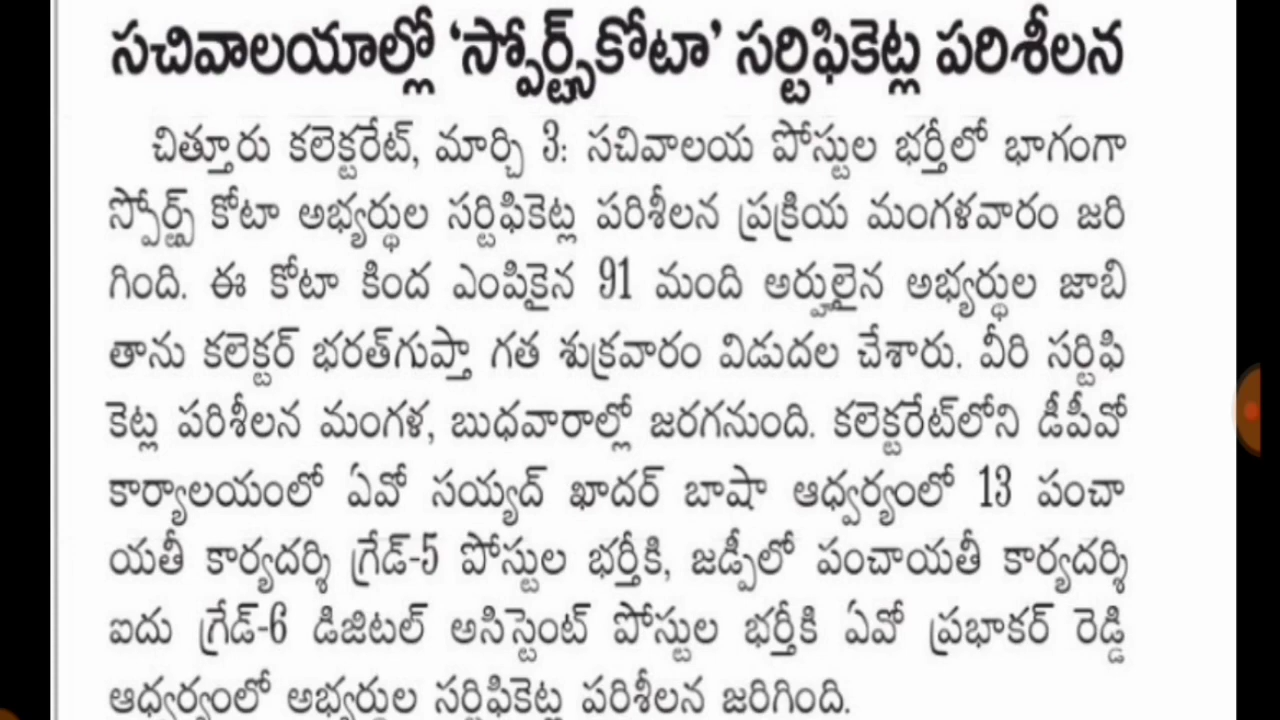 సచివాలయాల్లో ‘స్పోర్ట్స్‌కోటా’ సర్టిఫికెట్ల పరిశీలన
చిత్తూరు కలెక్టరేట్, మార్చి 3: సచివాలయ పోస్టుల భర్తీలో భాగంగా
స్పోర్ట్స్ కోటా అభ్యర్థుల సర్టిఫికెట్ల పరిశీలన ప్రక్రియ మంగళవారం జరి
గింది. ఈ కోటా కింద ఎంపికైన 91 మంది అర్హులైన అభ్యర్థుల జాబి
తాను కలెక్టర్ భరత్‌గుప్తా గత శుక్రవారం విడుదల చేశారు. వీరి సర్టిఫి
కెట్ల పరిశీలన మంగళ, బుధవారాల్లో జరగనుంది. కలెక్టరేట్‌లోని డీపీవో
కార్యాలయంలో ఏవో సయ్యద్ ఖాదర్ బాషా ఆధ్వర్యంలో 13 పంచా
యతీ కార్యదర్శి గ్రేడ్-5 పోస్టుల భర్తీకి, జడ్పీలో పంచాయతీ కార్యదర్శి
ఐదు గ్రేడ్-6 డిజిటల్ అసిస్టెంట్ పోస్టుల భర్తీకి ఏవో ప్రభాకర్ రెడ్డి
ఆధ్వర్యంలో అభ్యర్థుల సర్టిఫికెట్ల పరిశీలన జరిగింది.